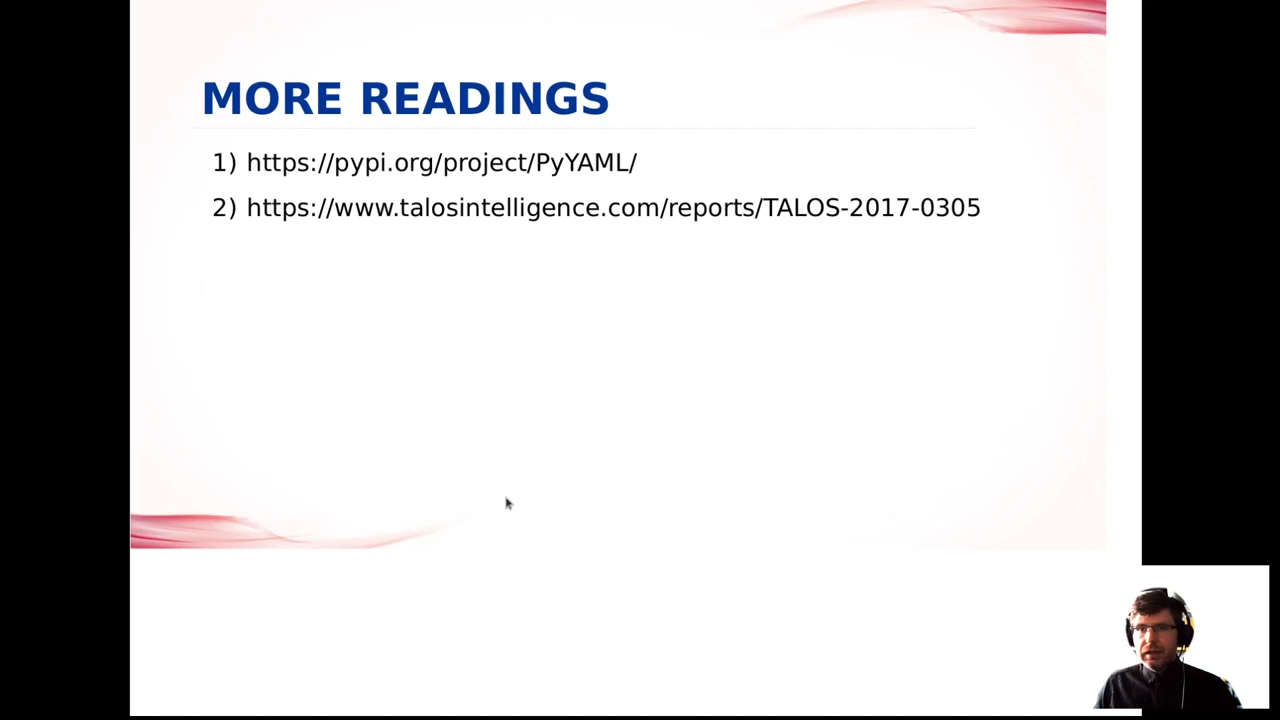 MORE READINGS
1) https://pypi.org/project/PyYAML/
2) https://www.talosintelligence.com/reports/TALOS-2017-0305